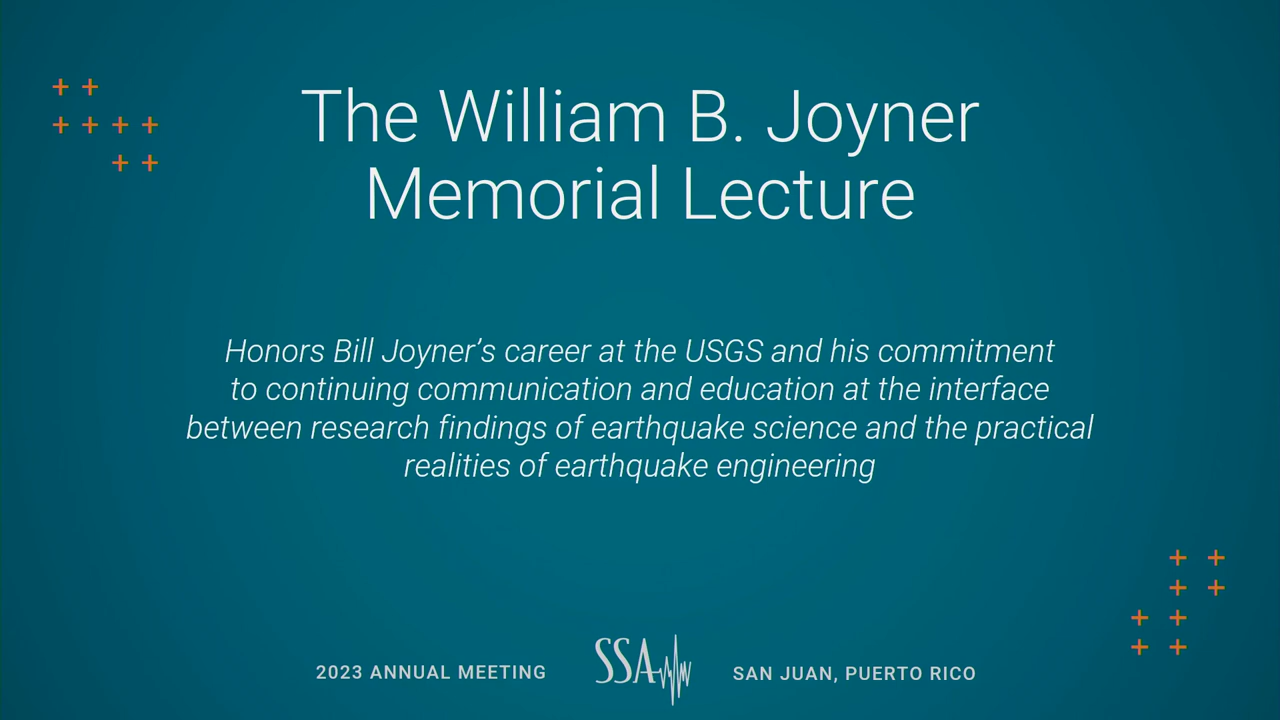 The William B. Joyner
Memorial Lecture
Honors Bill Joyner’s career at the USGS and his commitment
to continuing communication and education at the interface
between research findings of earthquake science and the practical
realities of earthquake engineering
2023 ANNUAL MEETING
SSA
SAN JUAN, PUERTO RICO